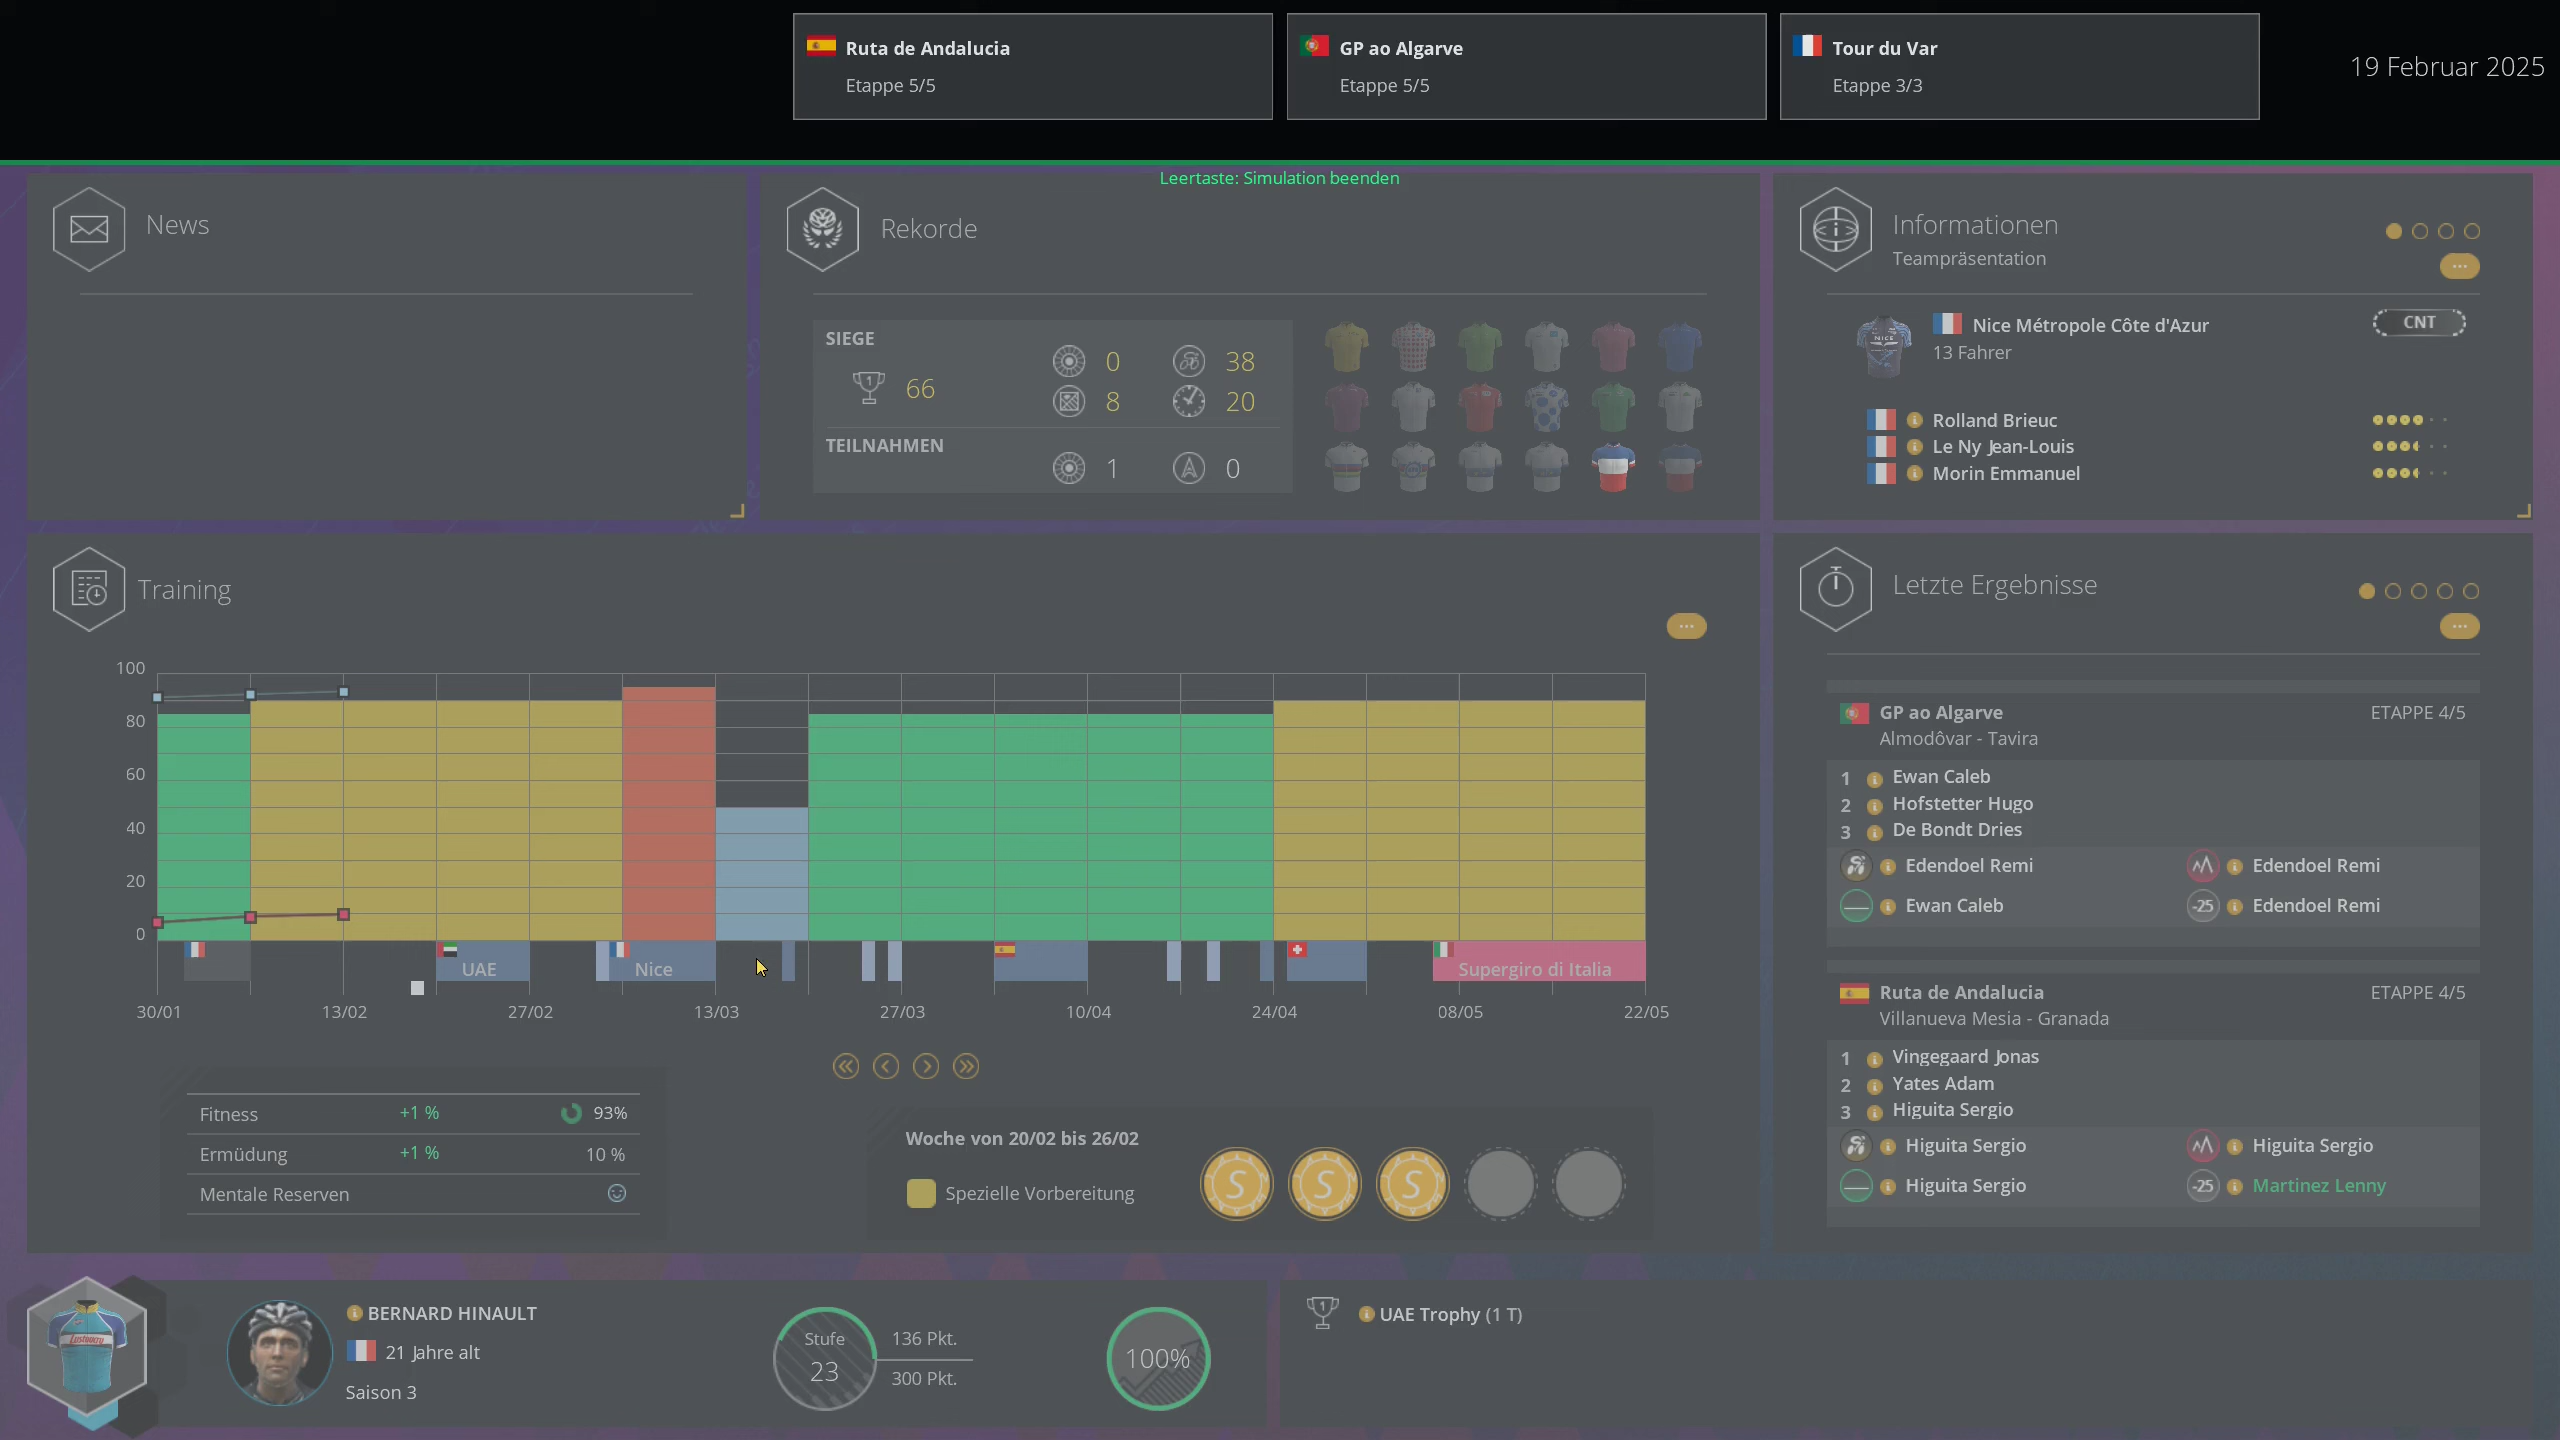 Ruta de Andalucia
Etappe 5/5
GP ao Algarve
Etappe 5/5
Tour du Var
Etappe 3/3
19 Februar 2025
Leertaste: Simulation beenden
News
Rekorde
SIEGE
66
0
38
8
20
TEILNAHMEN
1
0
Informationen
Teampräsentation
Nice Métropole Côte d'Azur
CNT
13 Fahrer
Rolland Brieuc
Le Ny Jean-Louis
Morin Emmanuel
Training
100
80
60
40
20
0
UAE
Nice
Supergiro di Italia
30/01
13/02
27/02
13/03
27/03
10/04
24/04
08/05
22/05
Fitness +1 % 93%
Ermüdung +1 % 10 %
Mentale Reserven
Woche von 20/02 bis 26/02
Spezielle Vorbereitung
S S S
Letzte Ergebnisse
GP ao Algarve ETAPPE 4/5
Almodôvar - Tavira
1 Ewan Caleb
2 Hofstetter Hugo
3 De Bondt Dries
Edendoel Remi Edendoel Remi
Ewan Caleb -25 Edendoel Remi
Ruta de Andalucia ETAPPE 4/5
Villanueva Mesia - Granada
1 Vingegaard Jonas
2 Yates Adam
3 Higuita Sergio
Higuita Sergio Higuita Sergio
Higuita Sergio -25 Martinez Lenny
BERNARD HINAULT
21 Jahre alt
Saison 3
Stufe
23
136 Pkt.
300 Pkt.
100%
UAE Trophy (1 T)